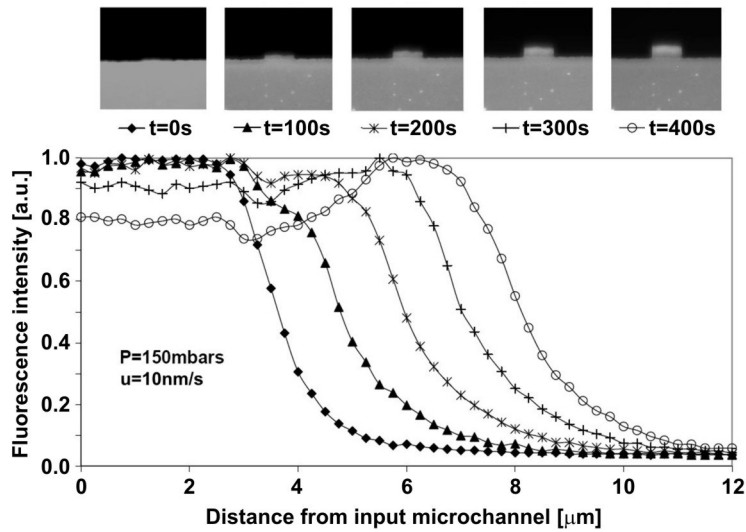 t=0s t=100s t=200s t=300s t=400s
Fluorescence intensity [a.u.]
1.0
0.8
0.6
0.4
0.2
0.0
P=150mbars
u=10nm/s
0 2 4 6 8 10 12
Distance from input microchannel [μm]